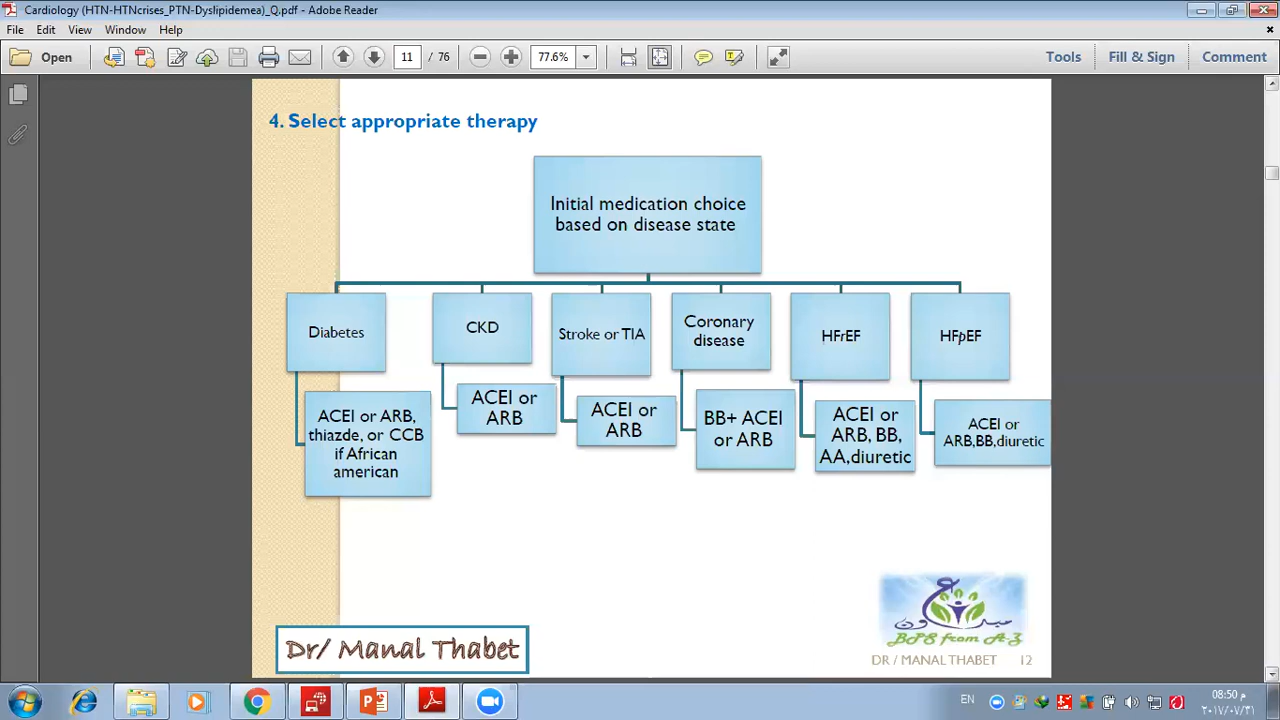 Cardiology (HTN-HTNcrises_PTN-Dyslipidemea)_Q.pdf - Adobe Reader
File Edit View Window Help
Open 11 / 76 77.6% Tools Fill & Sign Comment
4. Select appropriate therapy
Initial medication choice
based on disease state
Diabetes
CKD
Stroke or TIA
Coronary
disease
HFrEF
HFpEF
ACEI or ARB,
thiazde, or CCB
if African
american
ACEI or
ARB
ACEI or
ARB
BB+ ACEI
or ARB
ACEI or
ARB, BB,
AA,diuretic
ACEI or
ARB,BB,diuretic
BPS from A-Z
Dr/ Manal Thabet
DR / MANAL THABET 12
EN
08:50 م
٢٠١٧/٠٧/٣١